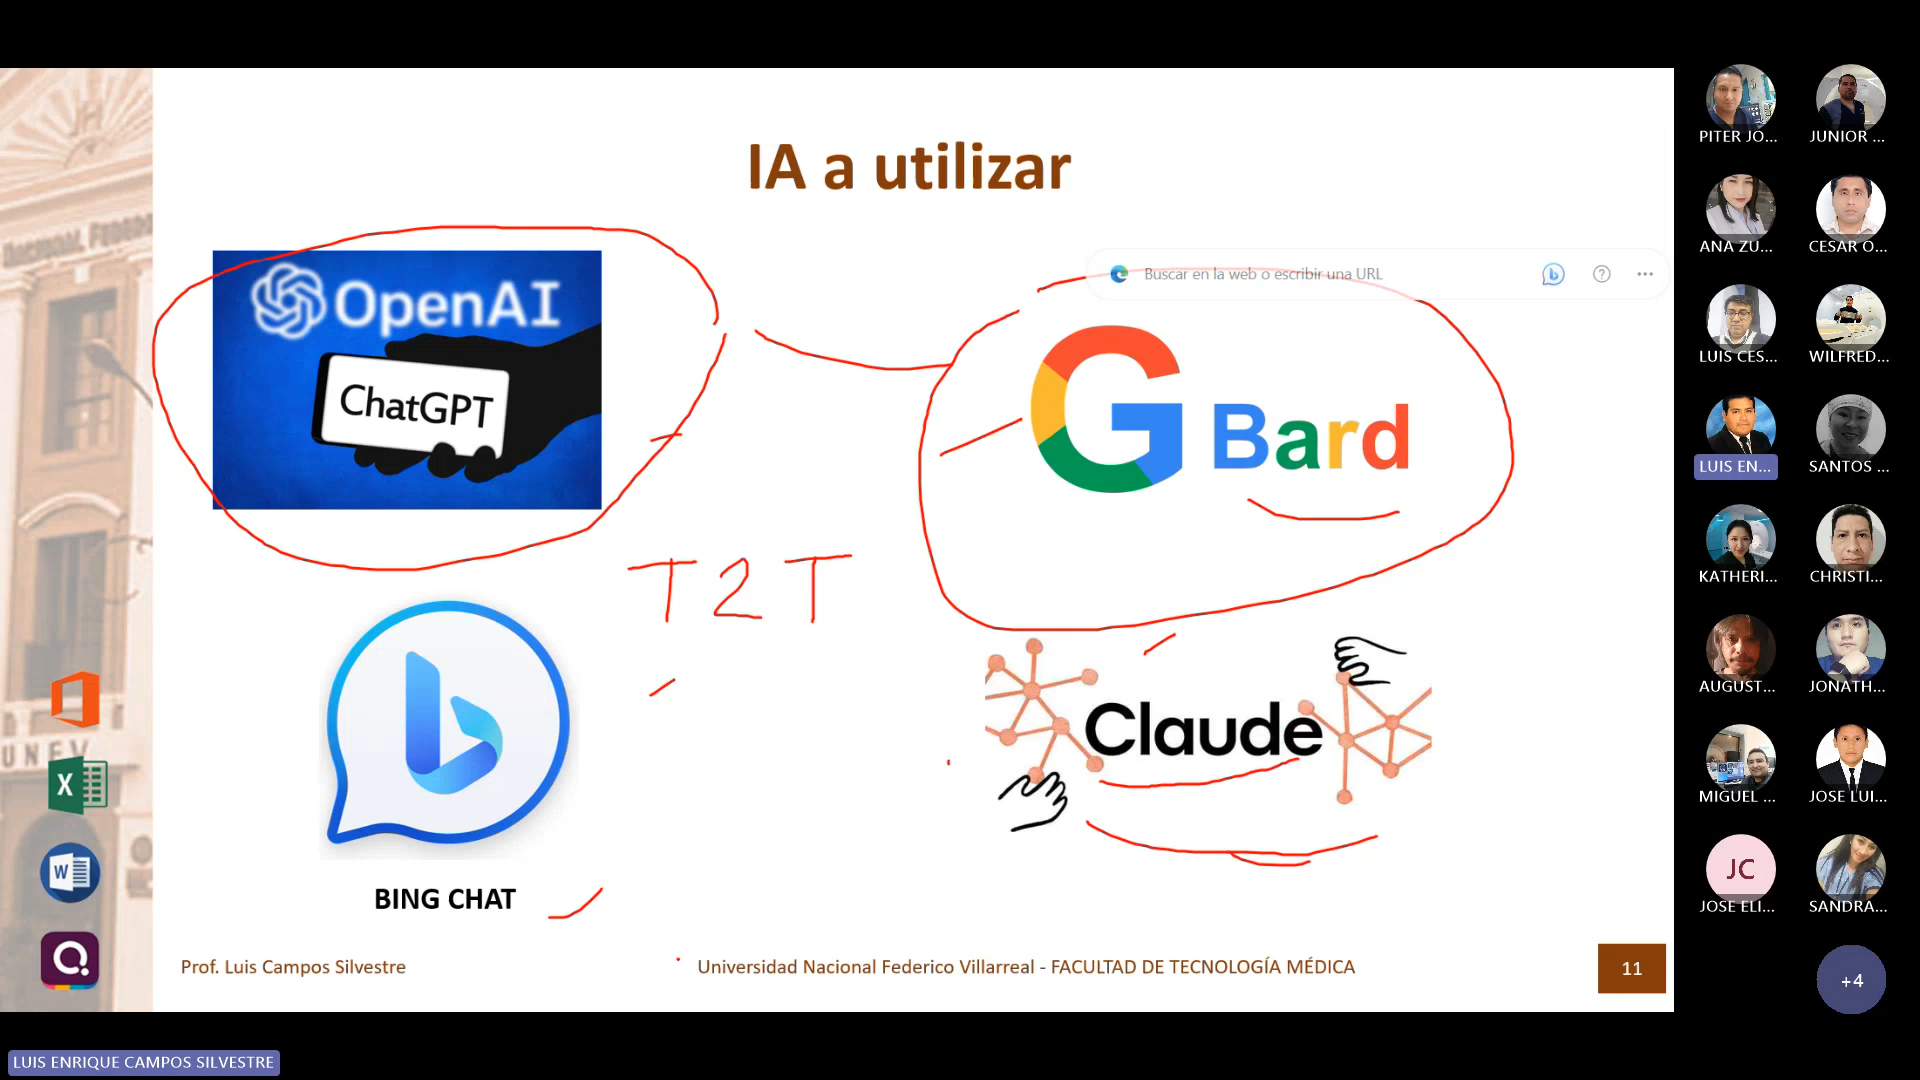 IA a utilizar
OpenAI
ChatGPT
Buscar en la web o escribir una URL
G Bard
T2T
Claude
BING CHAT
Prof. Luis Campos Silvestre
Universidad Nacional Federico Villarreal - FACULTAD DE TECNOLOGÍA MÉDICA
11
UNFV
X
W
PITER JO...
JUNIOR ...
ANA ZU...
CESAR O...
LUIS CES...
WILFRED...
LUIS EN...
SANTOS ...
KATHERI...
CHRISTI...
AUGUST...
JONATH...
MIGUEL ...
JOSE LUI...
JC
JOSE ELI...
SANDRA...
+4
LUIS ENRIQUE CAMPOS SILVESTRE